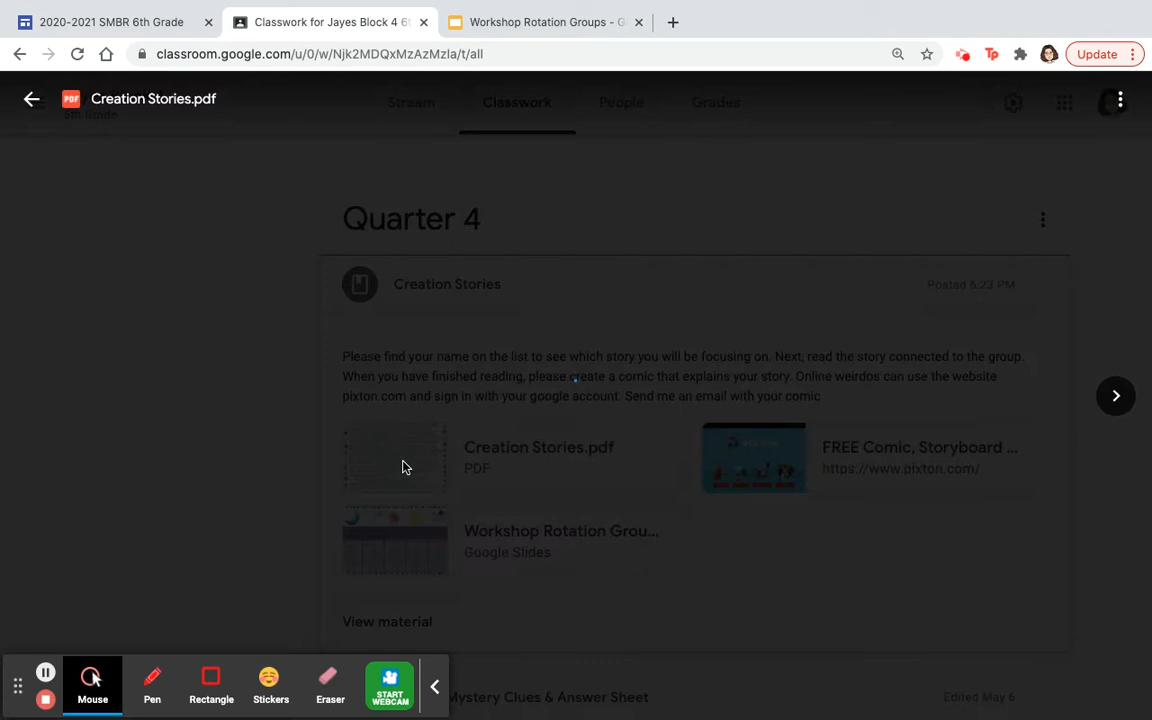 2020-2021 SMBR 6th Grade
Classwork for Jayes Block 4 6t
Workshop Rotation Groups - G
classroom.google.com/u/0/w/Njk2MDQxMzAzMzIa/t/all
Update
PDF Creation Stories.pdf
Stream Classwork People Grades
6th Grade
Quarter 4
Creation Stories
Posted 5:23 PM
Please find your name on the list to see which story you will be focusing on. Next, read the story connected to the group.
When you have finished reading, please create a comic that explains your story. Online weirdos can use the website
pixton.com and sign in with your google account. Send me an email with your comic
Creation Stories.pdf
PDF
FREE Comic, Storyboard ...
https://www.pixton.com/
Workshop Rotation Grou...
Google Slides
View material
Mystery Clues & Answer Sheet
Edited May 6
Mouse
Pen
Rectangle
Stickers
Eraser
START
WEBCAM